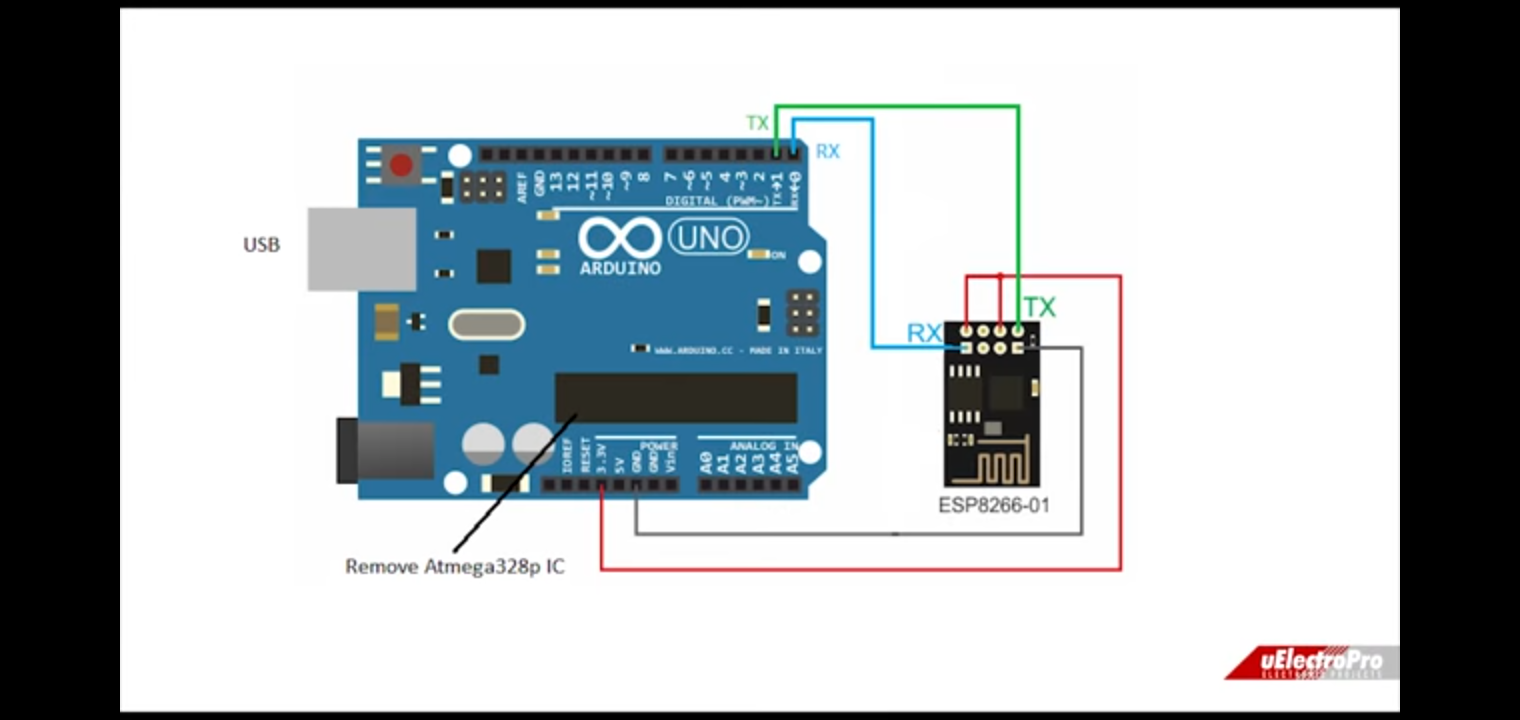 TX
RX
AREF
GND
13
12
~11
~10
~9
8
7
~6
~5
4
~3
2
TX→1
RX←0
DIGITAL (PWM~)
USB
UNO
ARDUINO
ON
TX
RX
WWW.ARDUINO.CC - MADE IN ITALY
POWER
ANALOG IN
IOREF
RESET
3.3V
5V
GND
GND
Vin
A0
A1
A2
A3
A4
A5
ESP8266-01
Remove Atmega328p IC
uElectroPro